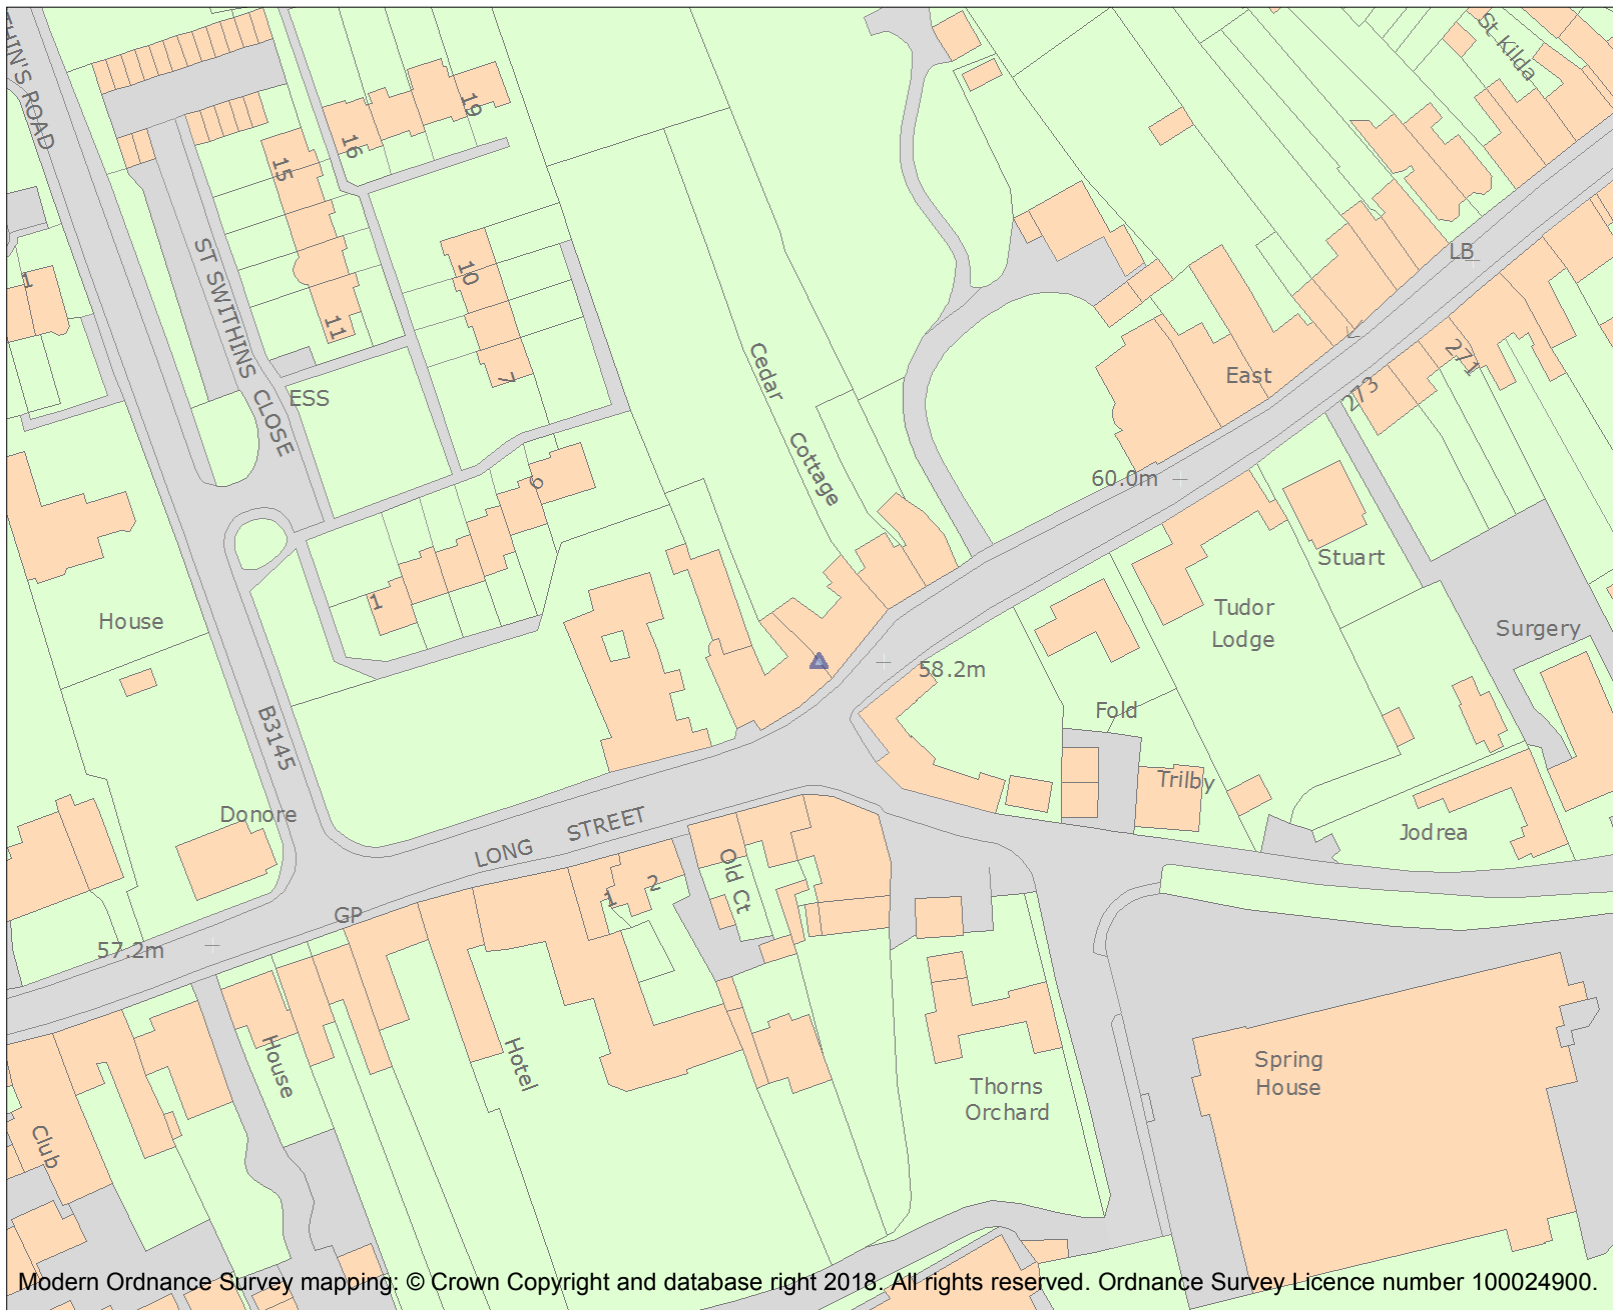 THIN'S ROAD
St Kilda
19
16
15
ST SWITHINS CLOSE
LB
10
1
11
271
East
Cedar
Cottage
7
273
ESS
60.0m
6
Stuart
1
Tudor
Lodge
House
Surgery
58.2m
Fold
B3145
Trilby
Donore
LONG STREET
Jodrea
Old Ct
2
1
GP
57.2m
House
Hotel
Spring
House
Thorns
Orchard
Club
Modern Ordnance Survey mapping: © Crown Copyright and database right 2018. All rights reserved. Ordnance Survey Licence number 100024900.